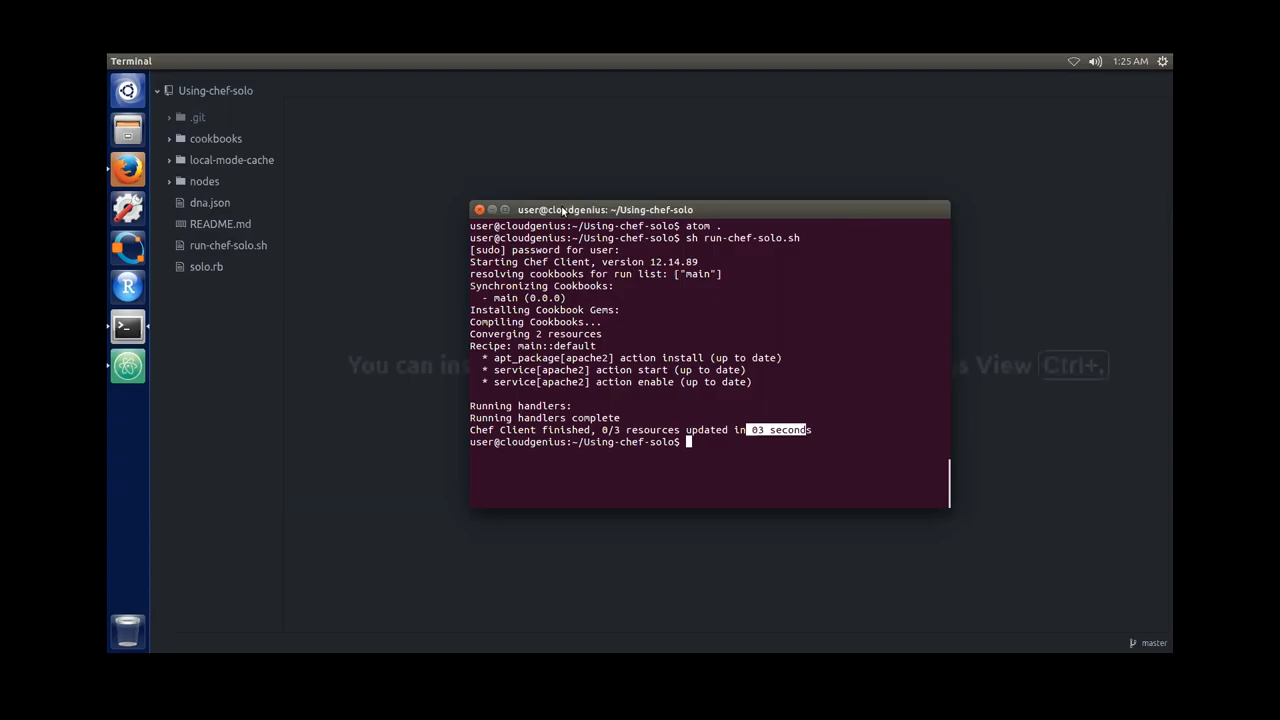 Terminal
1:25 AM
Using-chef-solo
.git
cookbooks
local-mode-cache
nodes
dna.json
README.md
run-chef-solo.sh
solo.rb
user@cloudgenius: ~/Using-chef-solo
user@cloudgenius:~/Using-chef-solo$ atom .
user@cloudgenius:~/Using-chef-solo$ sh run-chef-solo.sh
[sudo] password for user:
Starting Chef Client, version 12.14.89
resolving cookbooks for run list: ["main"]
Synchronizing Cookbooks:
- main (0.0.0)
Installing Cookbook Gems:
Compiling Cookbooks...
Converging 2 resources
Recipe: main::default
* apt_package[apache2] action install (up to date)
* service[apache2] action start (up to date)
* service[apache2] action enable (up to date)
Running handlers:
Running handlers complete
Chef Client finished, 0/3 resources updated in 03 seconds
user@cloudgenius:~/Using-chef-solo$
You can in
s View Ctrl+,
master